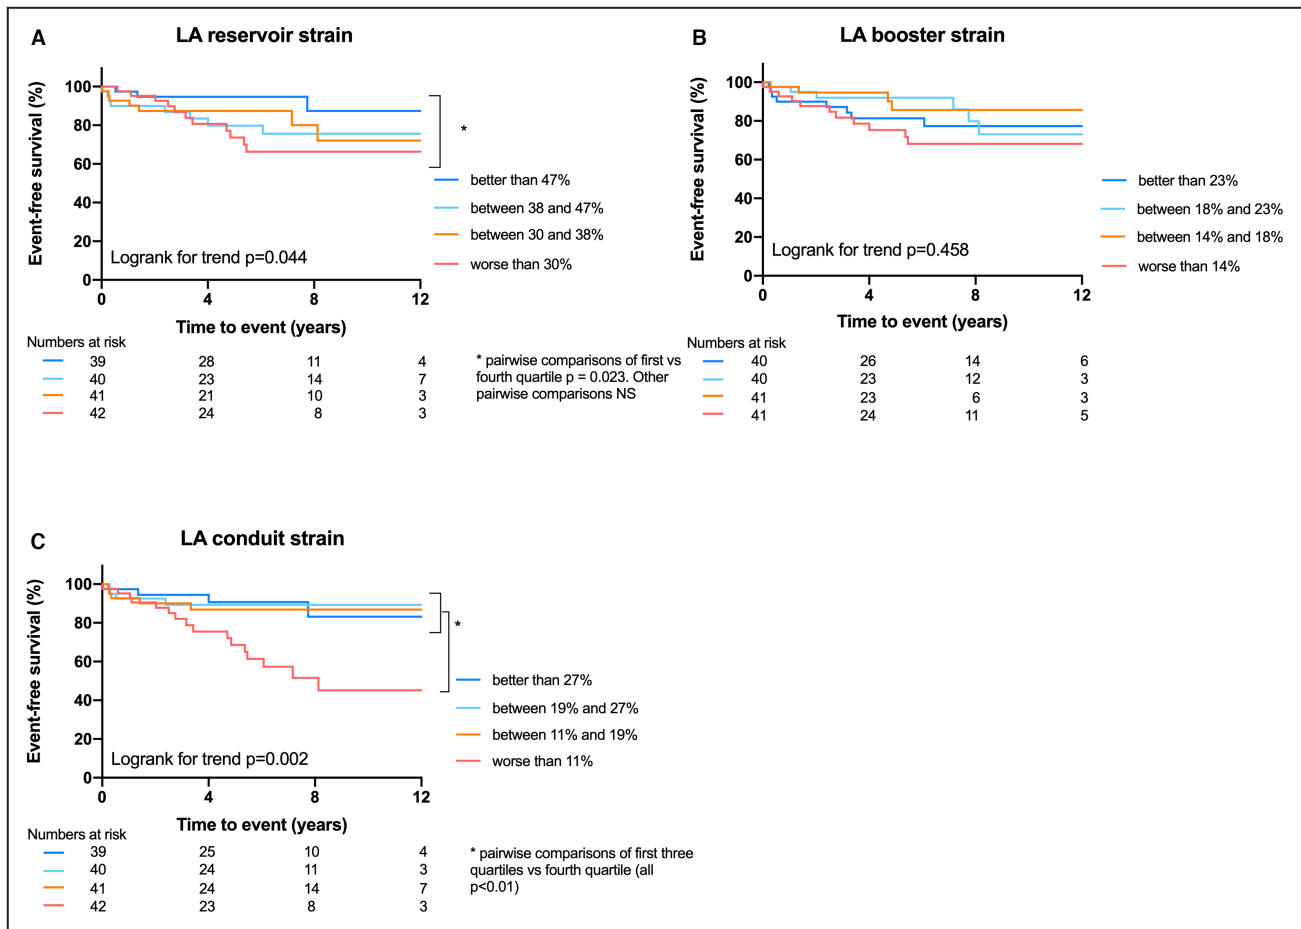 A
LA reservoir strain
Event-free survival (%)
100
80
60
40
20
0
0 4 8 12
Logrank for trend p=0.044
*
better than 47%
between 38 and 47%
between 30 and 38%
worse than 30%
Time to event (years)
Numbers at risk
39 28 11 4
40 23 14 7
41 21 10 3
42 24 8 3
* pairwise comparisons of first vs
fourth quartile p = 0.023. Other
pairwise comparisons NS
B
LA booster strain
Event-free survival (%)
100
80
60
40
20
0
0 4 8 12
Logrank for trend p=0.458
better than 23%
between 18% and 23%
between 14% and 18%
worse than 14%
Time to event (years)
Numbers at risk
40 26 14 6
40 23 12 3
41 23 6 3
41 24 11 5
C
LA conduit strain
Event-free survival (%)
100
80
60
40
20
0
0 4 8 12
Logrank for trend p=0.002
*
better than 27%
between 19% and 27%
between 11% and 19%
worse than 11%
Time to event (years)
Numbers at risk
39 25 10 4
40 24 11 3
41 24 14 7
42 23 8 3
* pairwise comparisons of first three
quartiles vs fourth quartile (all
p<0.01)